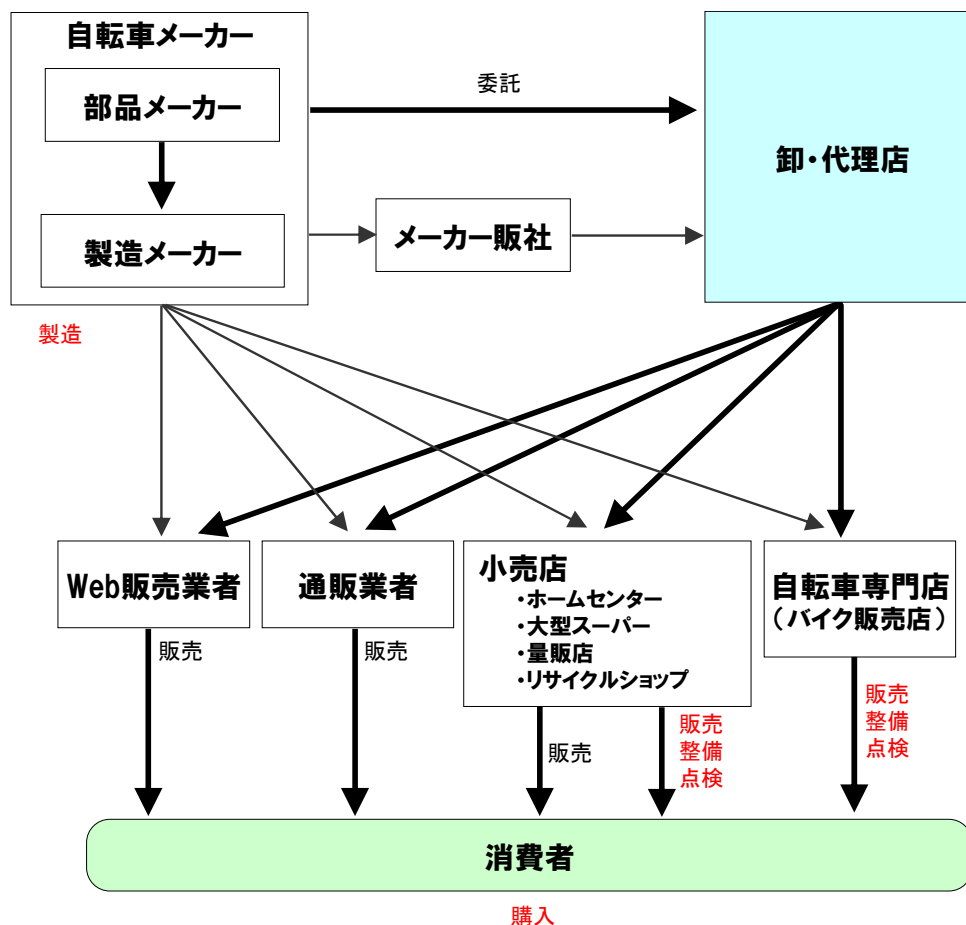 自転車メーカー
部品メーカー
委託
卸・代理店
製造メーカー
メーカー販社
製造
Web販売業者
通販業者
小売店
・ホームセンター
・大型スーパー
・量販店
・リサイクルショップ
自転車専門店
（バイク販売店）
販売
販売
販売
販売
整備
点検
販売
整備
点検
消費者
購入